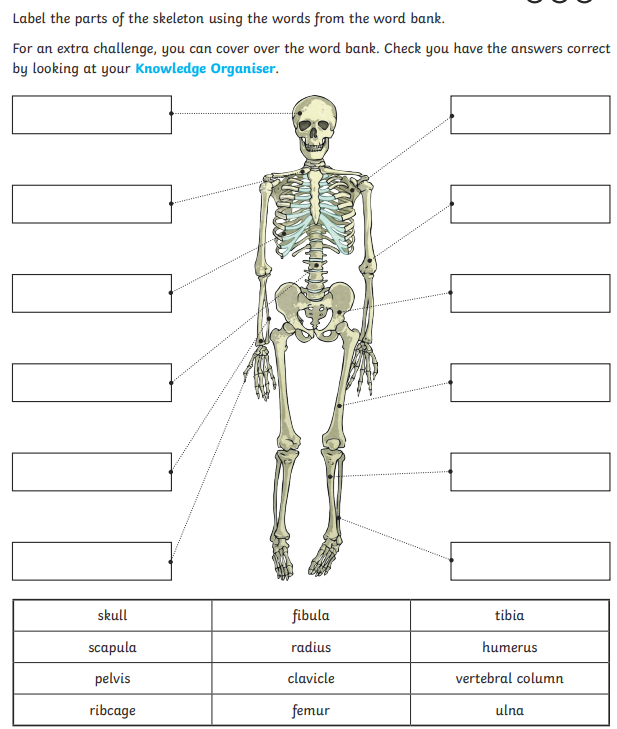 Label the parts of the skeleton using the words from the word bank.
For an extra challenge, you can cover over the word bank. Check you have the answers correct
by looking at your Knowledge Organiser.
skull fibula tibia
scapula radius humerus
pelvis clavicle vertebral column
ribcage femur ulna